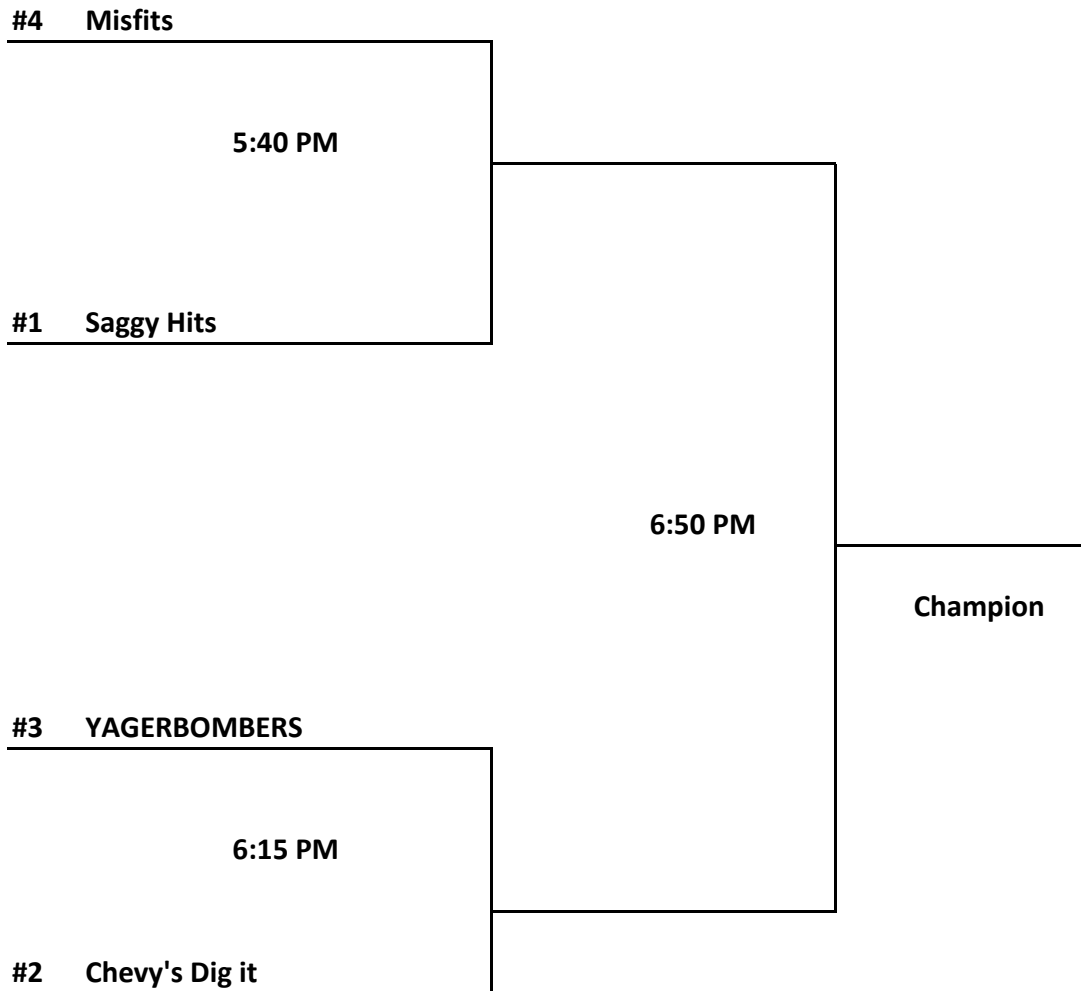 #4 Misfits
5:40 PM
#1 Saggy Hits
6:50 PM
Champion
#3 YAGERBOMBERS
6:15 PM
#2 Chevy's Dig it